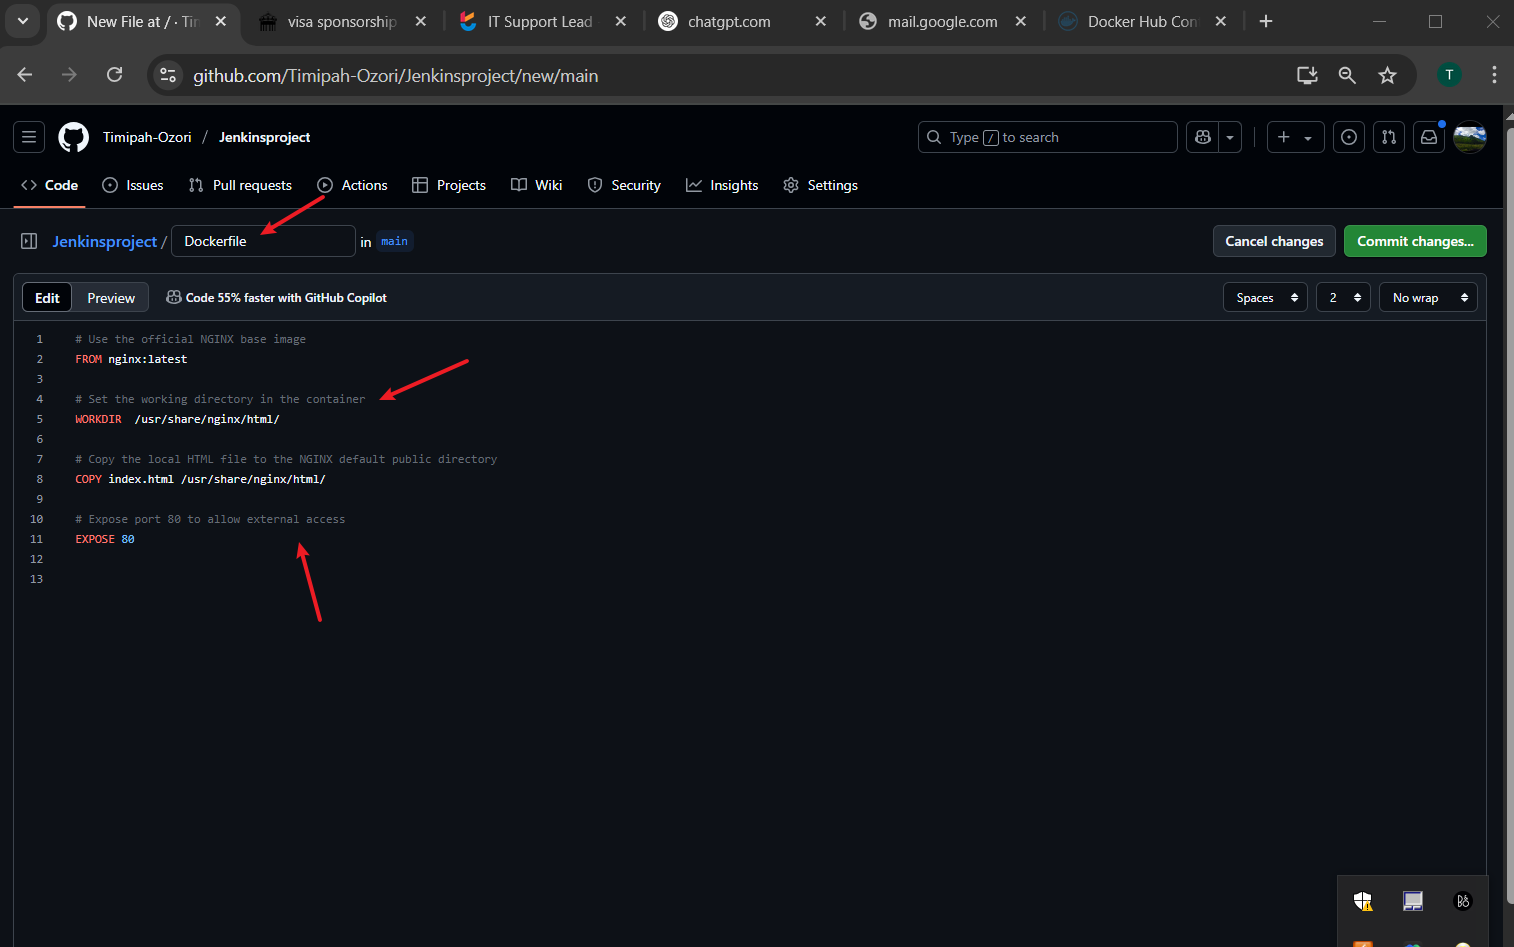 New File at / · Tim
visa sponsorship
IT Support Lead
chatgpt.com
mail.google.com
Docker Hub Con
github.com/Timipah-Ozori/Jenkinsproject/new/main
T
Timipah-Ozori / Jenkinsproject
Type / to search
Code
Issues
Pull requests
Actions
Projects
Wiki
Security
Insights
Settings
Jenkinsproject / Dockerfile in main
Cancel changes
Commit changes...
Edit
Preview
Code 55% faster with GitHub Copilot
Spaces
2
No wrap
1 # Use the official NGINX base image
2 FROM nginx:latest
3
4 # Set the working directory in the container
5 WORKDIR  /usr/share/nginx/html/
6
7 # Copy the local HTML file to the NGINX default public directory
8 COPY index.html /usr/share/nginx/html/
9
10 # Expose port 80 to allow external access
11 EXPOSE 80
12
13